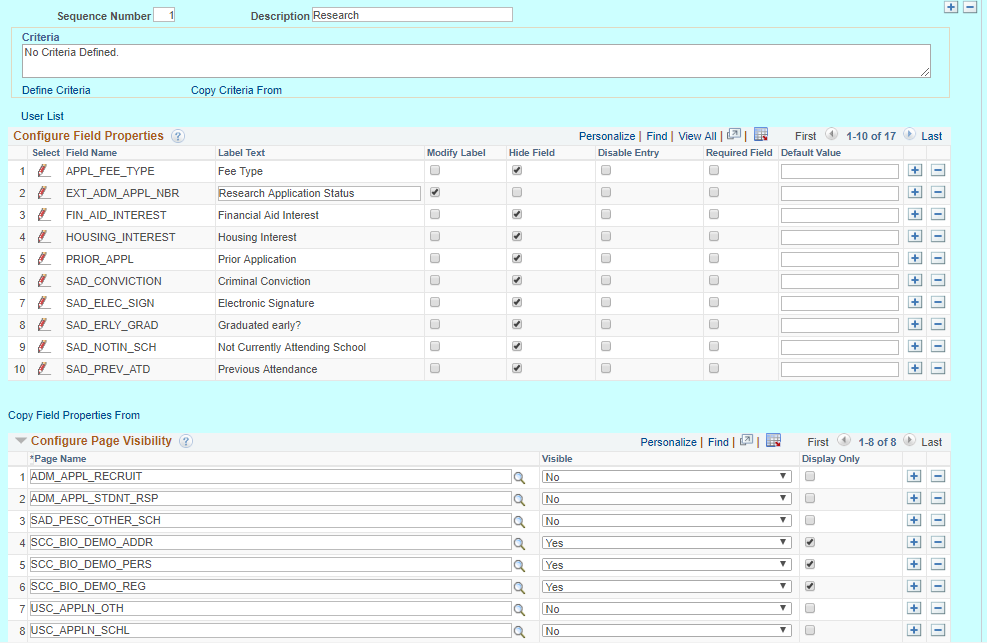 Sequence Number 1 Description Research
Criteria
No Criteria Defined.
Define Criteria Copy Criteria From
User List
Configure Field Properties ? Personalize | Find | View All | | First 1-10 of 17 Last
Select Field Name Label Text Modify Label Hide Field Disable Entry Required Field Default Value
1 APPL_FEE_TYPE Fee Type
2 EXT_ADM_APPL_NBR Research Application Status
3 FIN_AID_INTEREST Financial Aid Interest
4 HOUSING_INTEREST Housing Interest
5 PRIOR_APPL Prior Application
6 SAD_CONVICTION Criminal Conviction
7 SAD_ELEC_SIGN Electronic Signature
8 SAD_ERLY_GRAD Graduated early?
9 SAD_NOTIN_SCH Not Currently Attending School
10 SAD_PREV_ATD Previous Attendance
Copy Field Properties From
Configure Page Visibility ? Personalize | Find | | First 1-8 of 8 Last
*Page Name Visible Display Only
1 ADM_APPL_RECRUIT No
2 ADM_APPL_STDNT_RSP No
3 SAD_PESC_OTHER_SCH No
4 SCC_BIO_DEMO_ADDR Yes
5 SCC_BIO_DEMO_PERS Yes
6 SCC_BIO_DEMO_REG Yes
7 USC_APPLN_OTH No
8 USC_APPLN_SCHL No